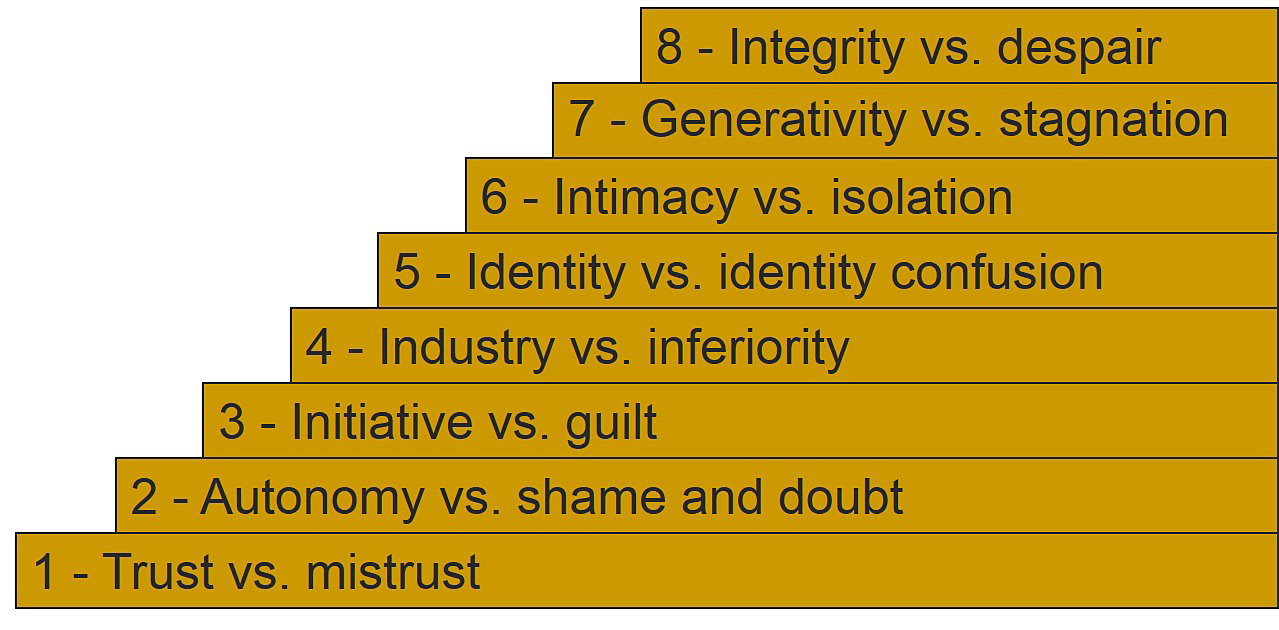 8 - Integrity vs. despair
7 - Generativity vs. stagnation
6 - Intimacy vs. isolation
5 - Identity vs. identity confusion
4 - Industry vs. inferiority
3 - Initiative vs. guilt
2 - Autonomy vs. shame and doubt
1 - Trust vs. mistrust